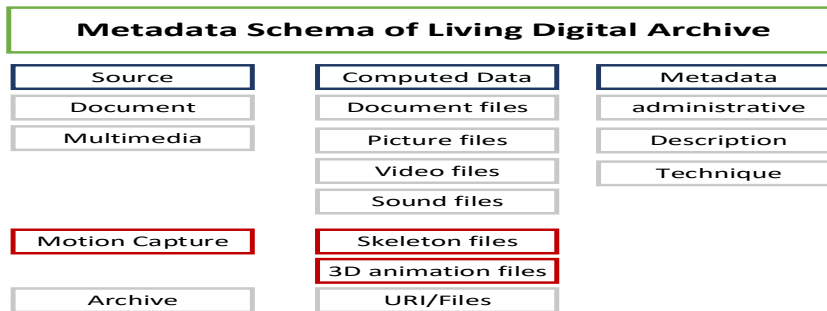 Metadata Schema of Living Digital Archive
Source
Computed Data
Metadata
Document
Document files
administrative
Multimedia
Picture files
Description
Video files
Technique
Sound files
Motion Capture
Skeleton files
3D animation files
Archive
URI/Files